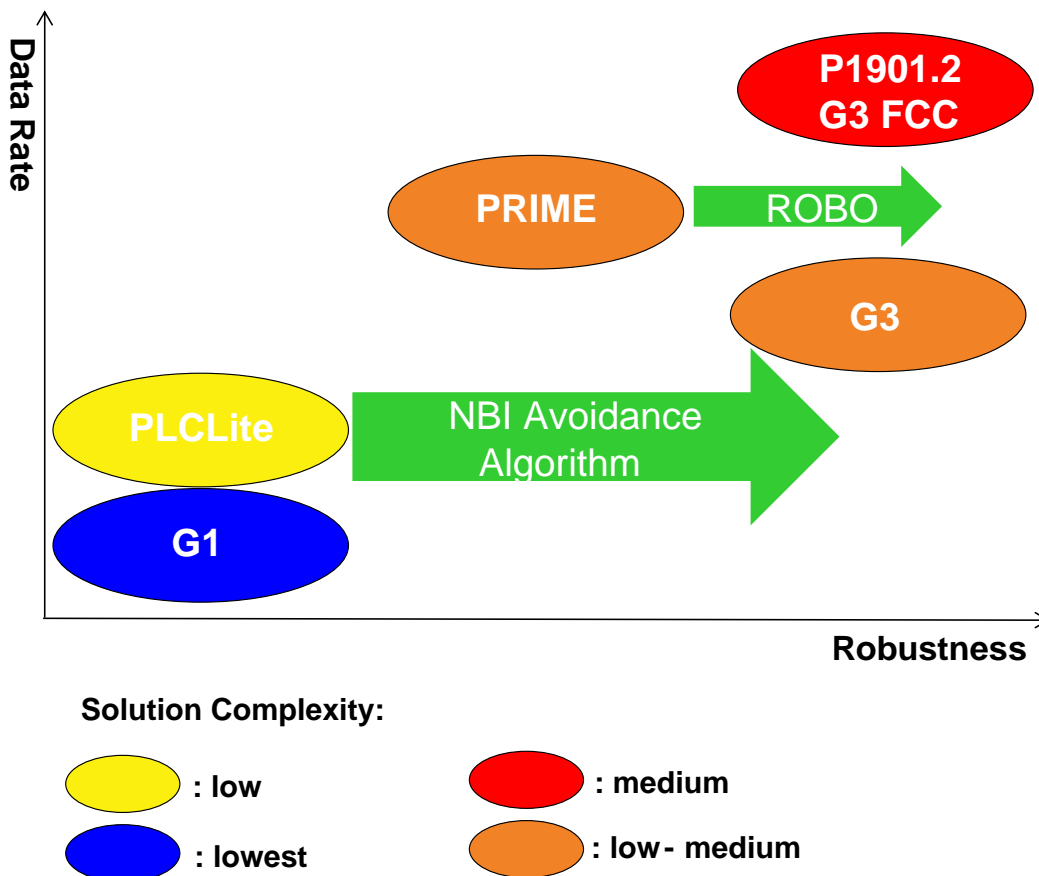 Data Rate
P1901.2
G3 FCC
PRIME
ROBO
G3
PLCLite
NBI Avoidance
Algorithm
G1
Robustness
Solution Complexity:
: low
: medium
: lowest
: low- medium